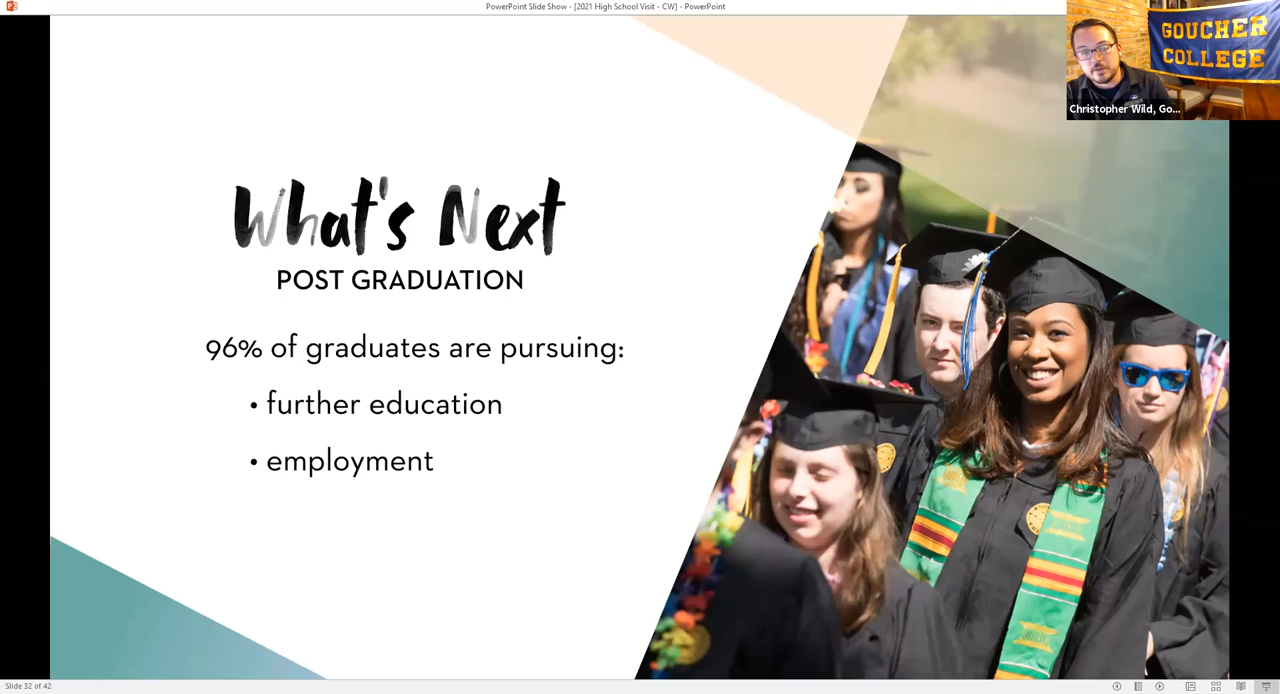 PowerPoint Slide Show - [2021 High School Visit - CW] - PowerPoint
GOUCHER
COLLEGE
Christopher Wild, Go...
What's Next
POST GRADUATION
96% of graduates are pursuing:
• further education
• employment
Slide 32 of 42